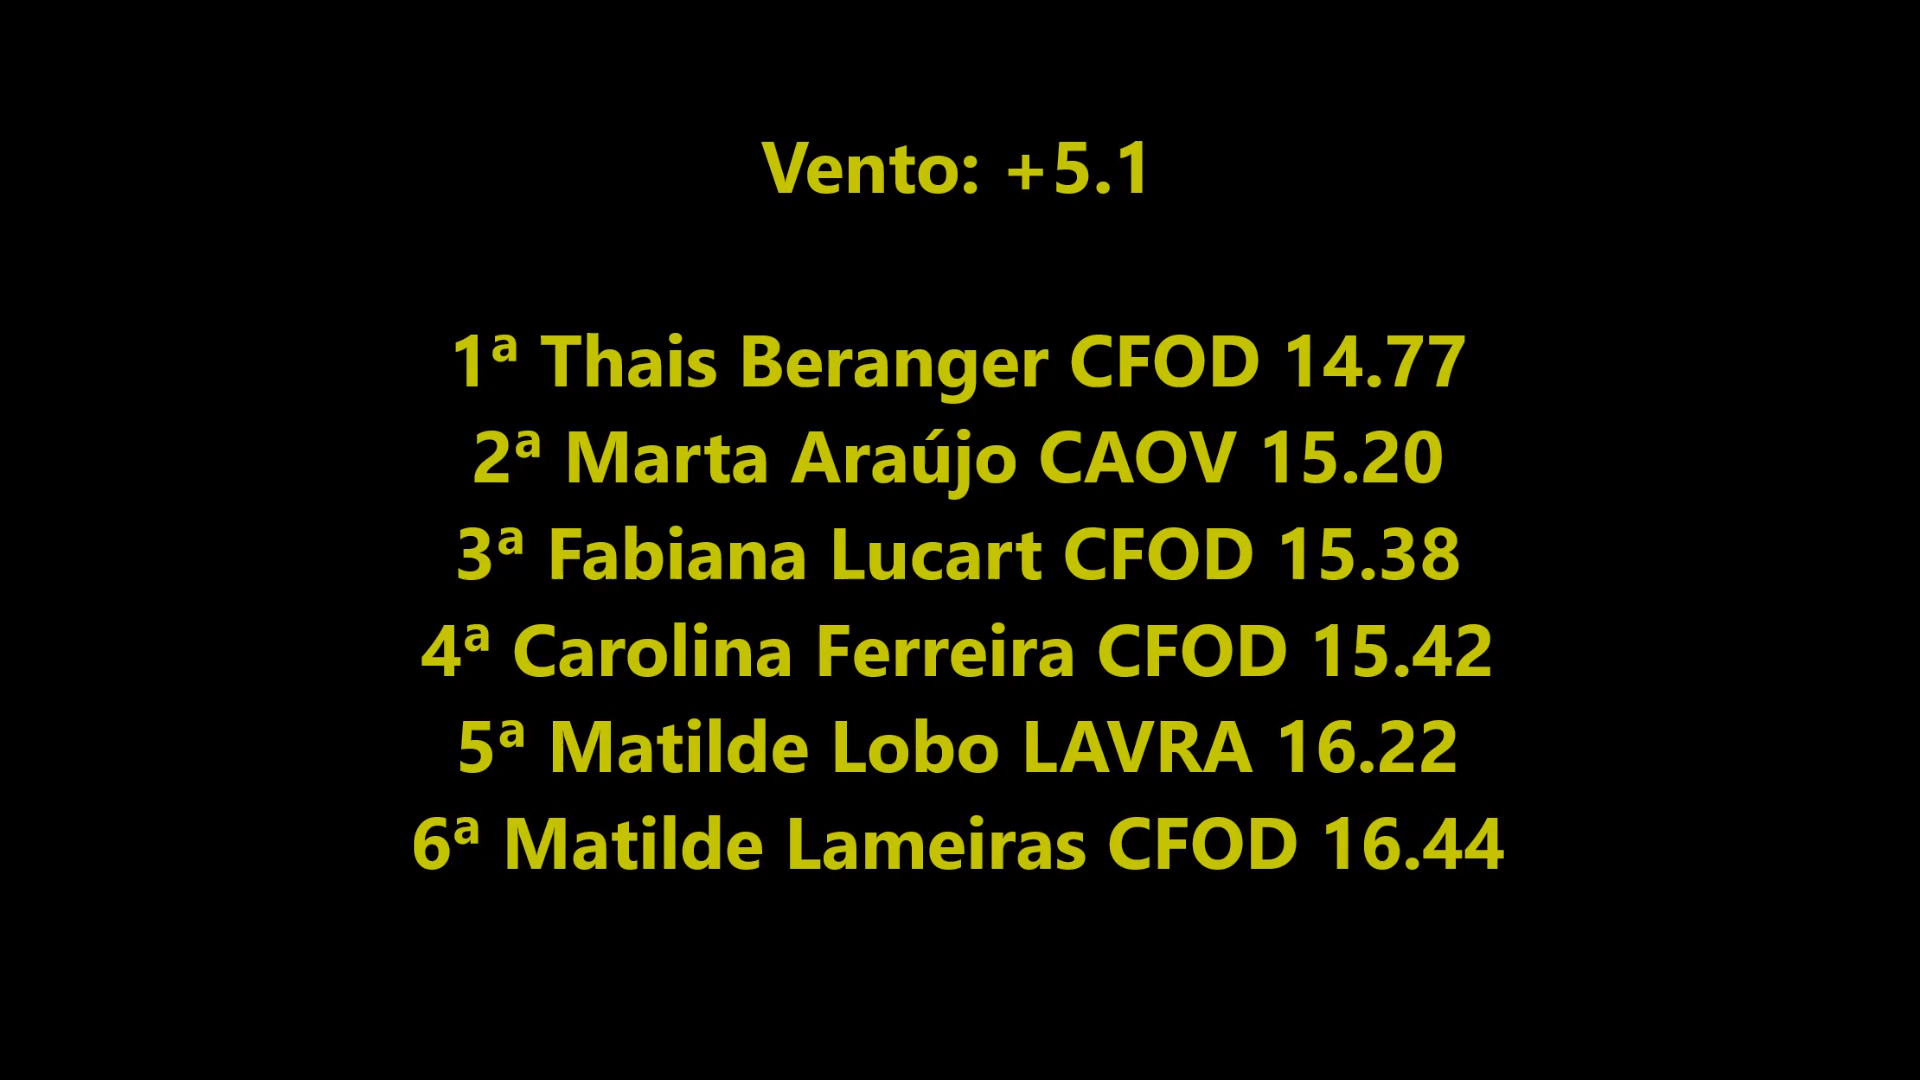 Vento: +5.1
1ª Thais Beranger CFOD 14.77
2ª Marta Araújo CAOV 15.20
3ª Fabiana Lucart CFOD 15.38
4ª Carolina Ferreira CFOD 15.42
5ª Matilde Lobo LAVRA 16.22
6ª Matilde Lameiras CFOD 16.44